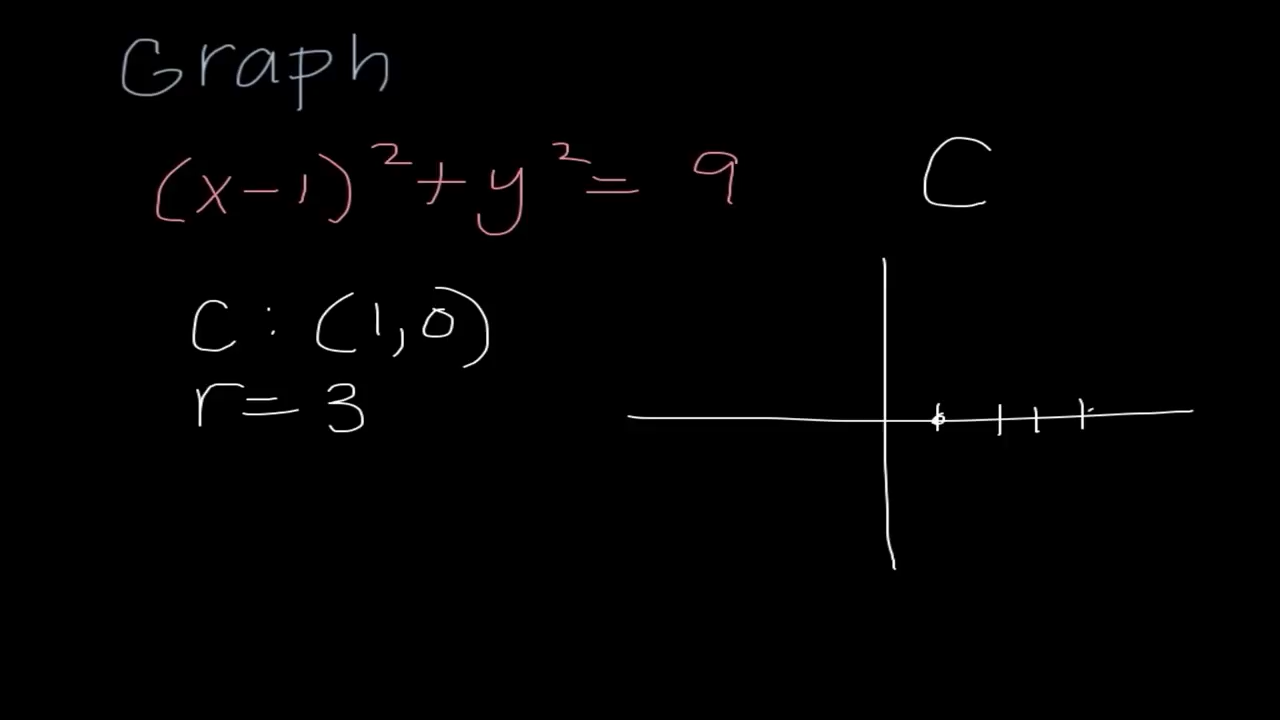 Graph
(x-1)²+y²= 9
C
C : (1,0)
r= 3